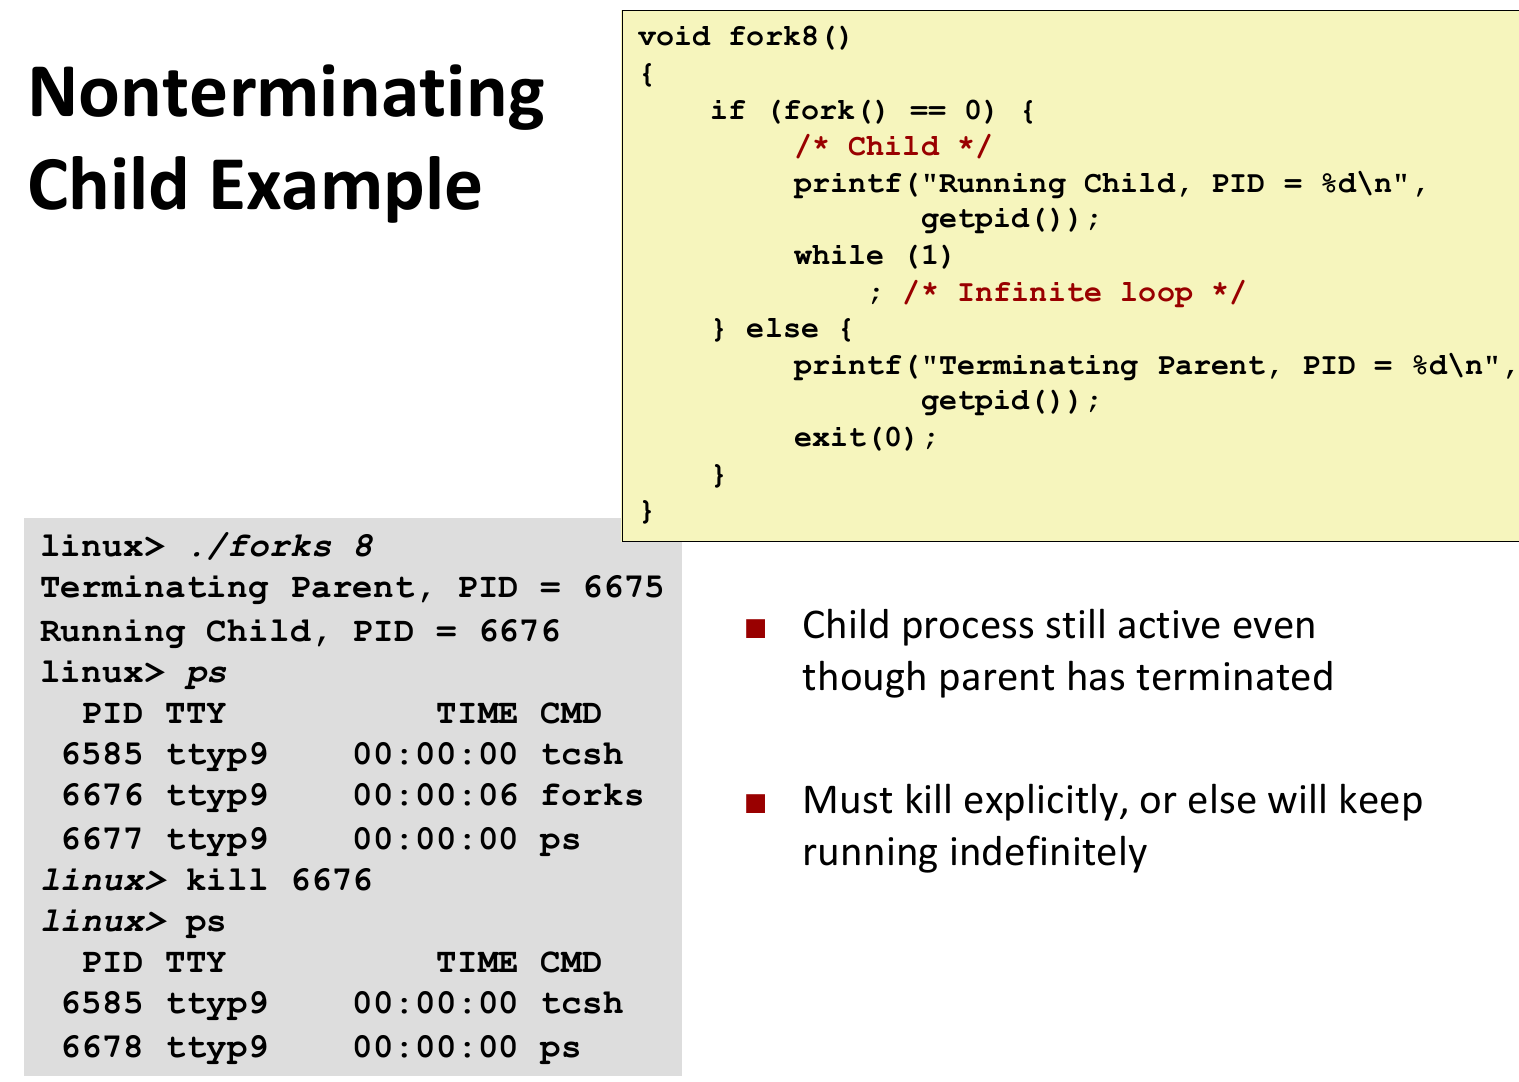 Nonterminating
Child Example
void fork8()
{
    if (fork() == 0) {
        /* Child */
        printf("Running Child, PID = %d\n",
               getpid());
        while (1)
            ; /* Infinite loop */
    } else {
        printf("Terminating Parent, PID = %d\n",
               getpid());
        exit(0);
    }
}
linux> ./forks 8
Terminating Parent, PID = 6675
Running Child, PID = 6676
linux> ps
  PID TTY          TIME CMD
 6585 ttyp9    00:00:00 tcsh
 6676 ttyp9    00:00:06 forks
 6677 ttyp9    00:00:00 ps
linux> kill 6676
linux> ps
  PID TTY          TIME CMD
 6585 ttyp9    00:00:00 tcsh
 6678 ttyp9    00:00:00 ps
■ Child process still active even
though parent has terminated
■ Must kill explicitly, or else will keep
running indefinitely